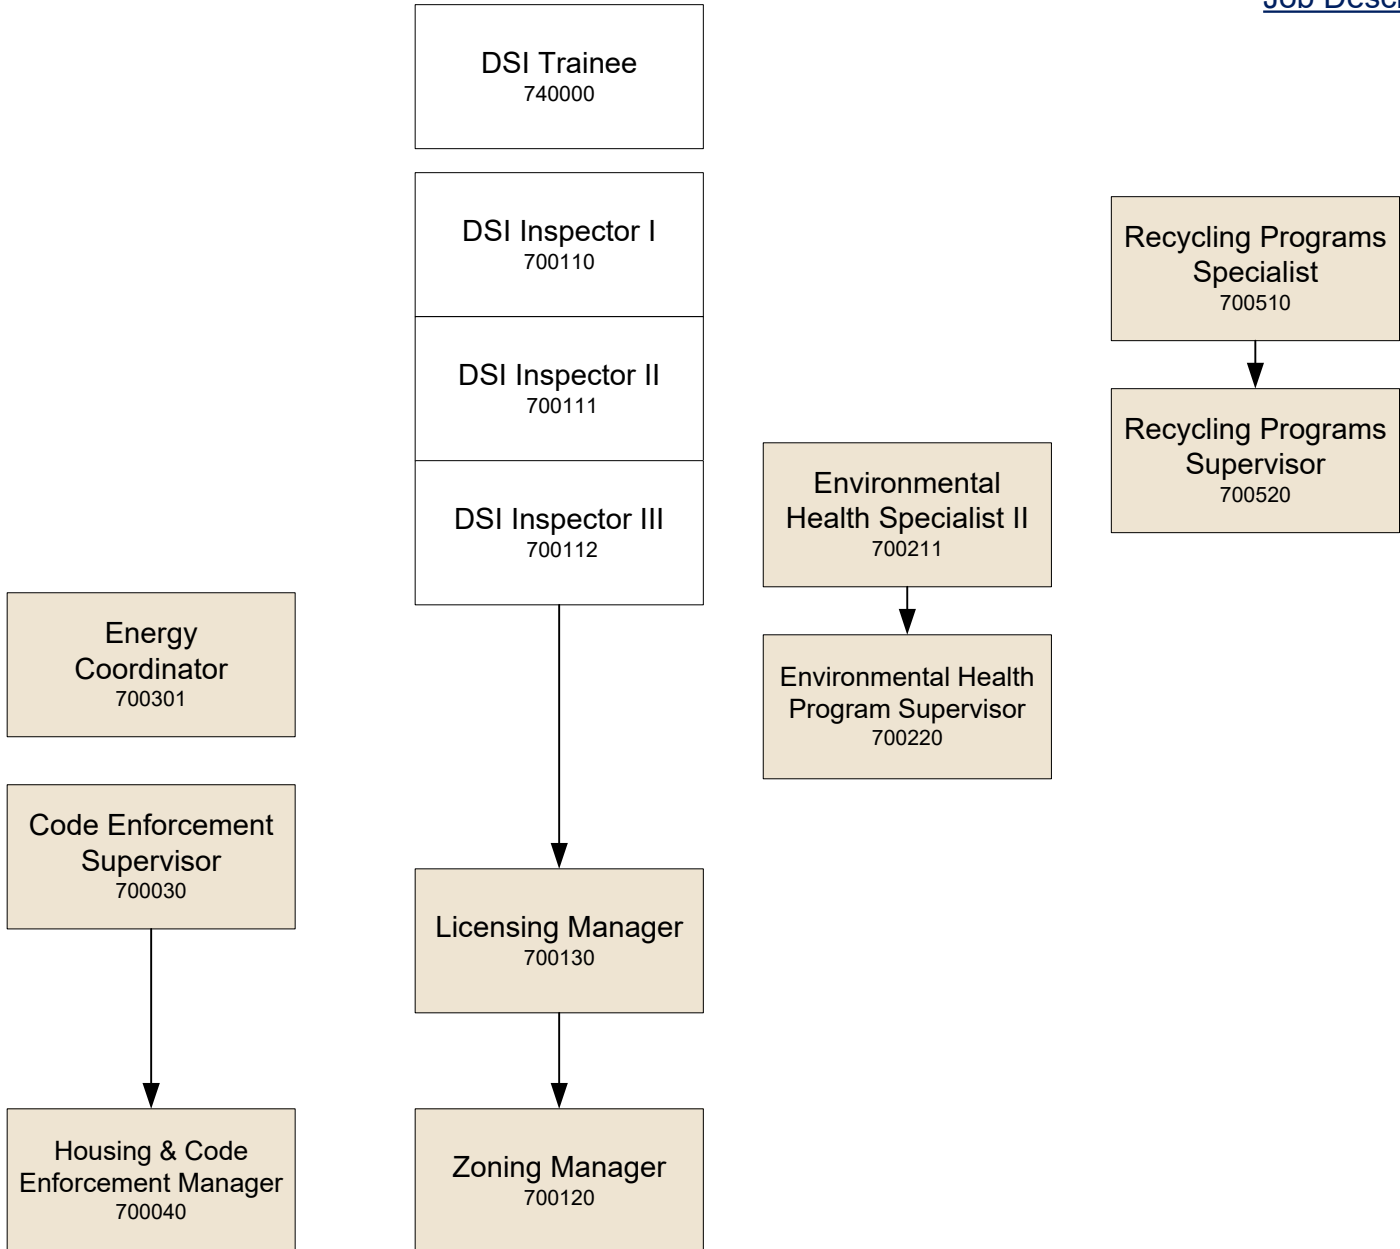 DSI Trainee
740000
DSI Inspector I
700110
DSI Inspector II
700111
DSI Inspector III
700112
Energy
Coordinator
700301
Code Enforcement
Supervisor
700030
Housing & Code
Enforcement Manager
700040
Licensing Manager
700130
Zoning Manager
700120
Environmental
Health Specialist II
700211
Environmental Health
Program Supervisor
700220
Recycling Programs
Specialist
700510
Recycling Programs
Supervisor
700520